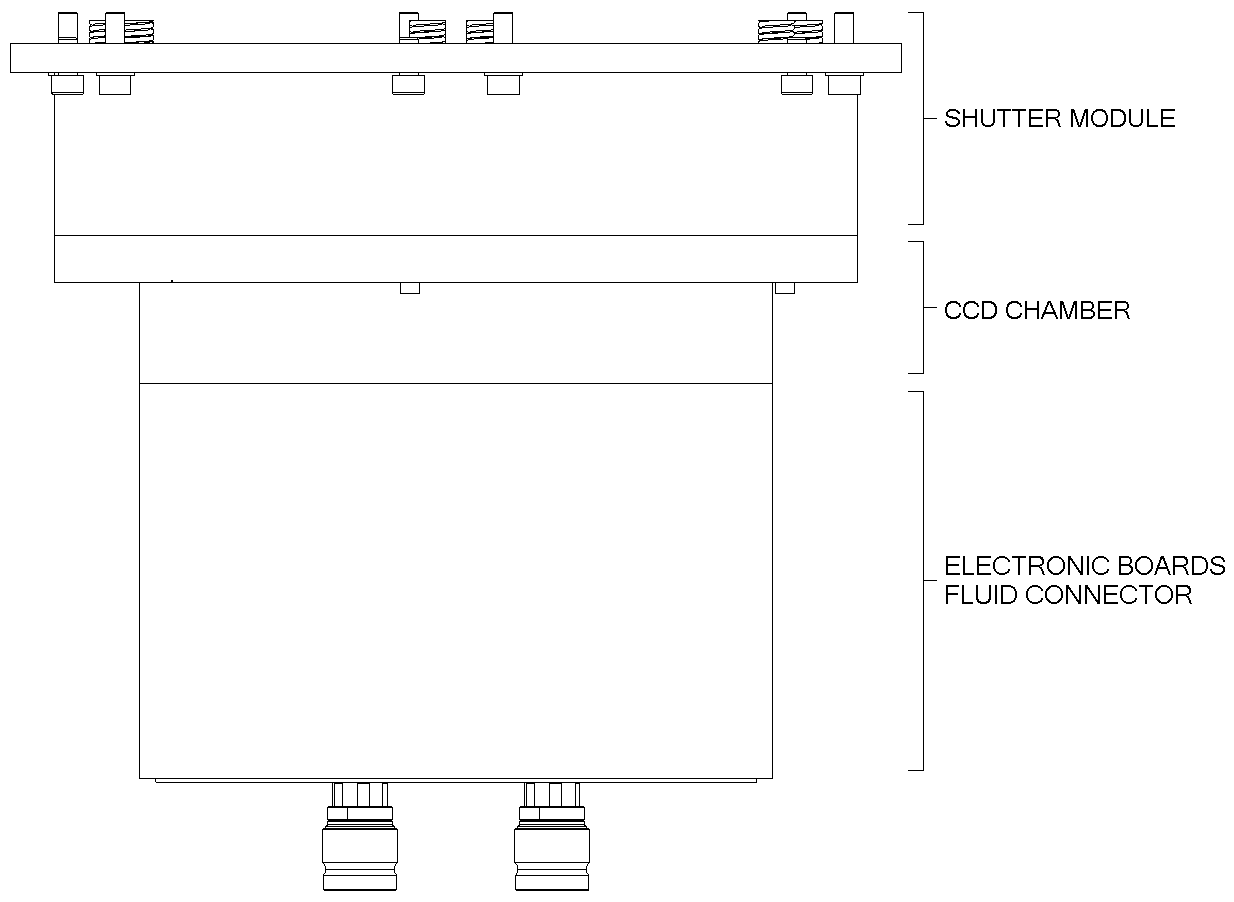 SHUTTER MODULE
CCD CHAMBER
ELECTRONIC BOARDS
FLUID CONNECTOR